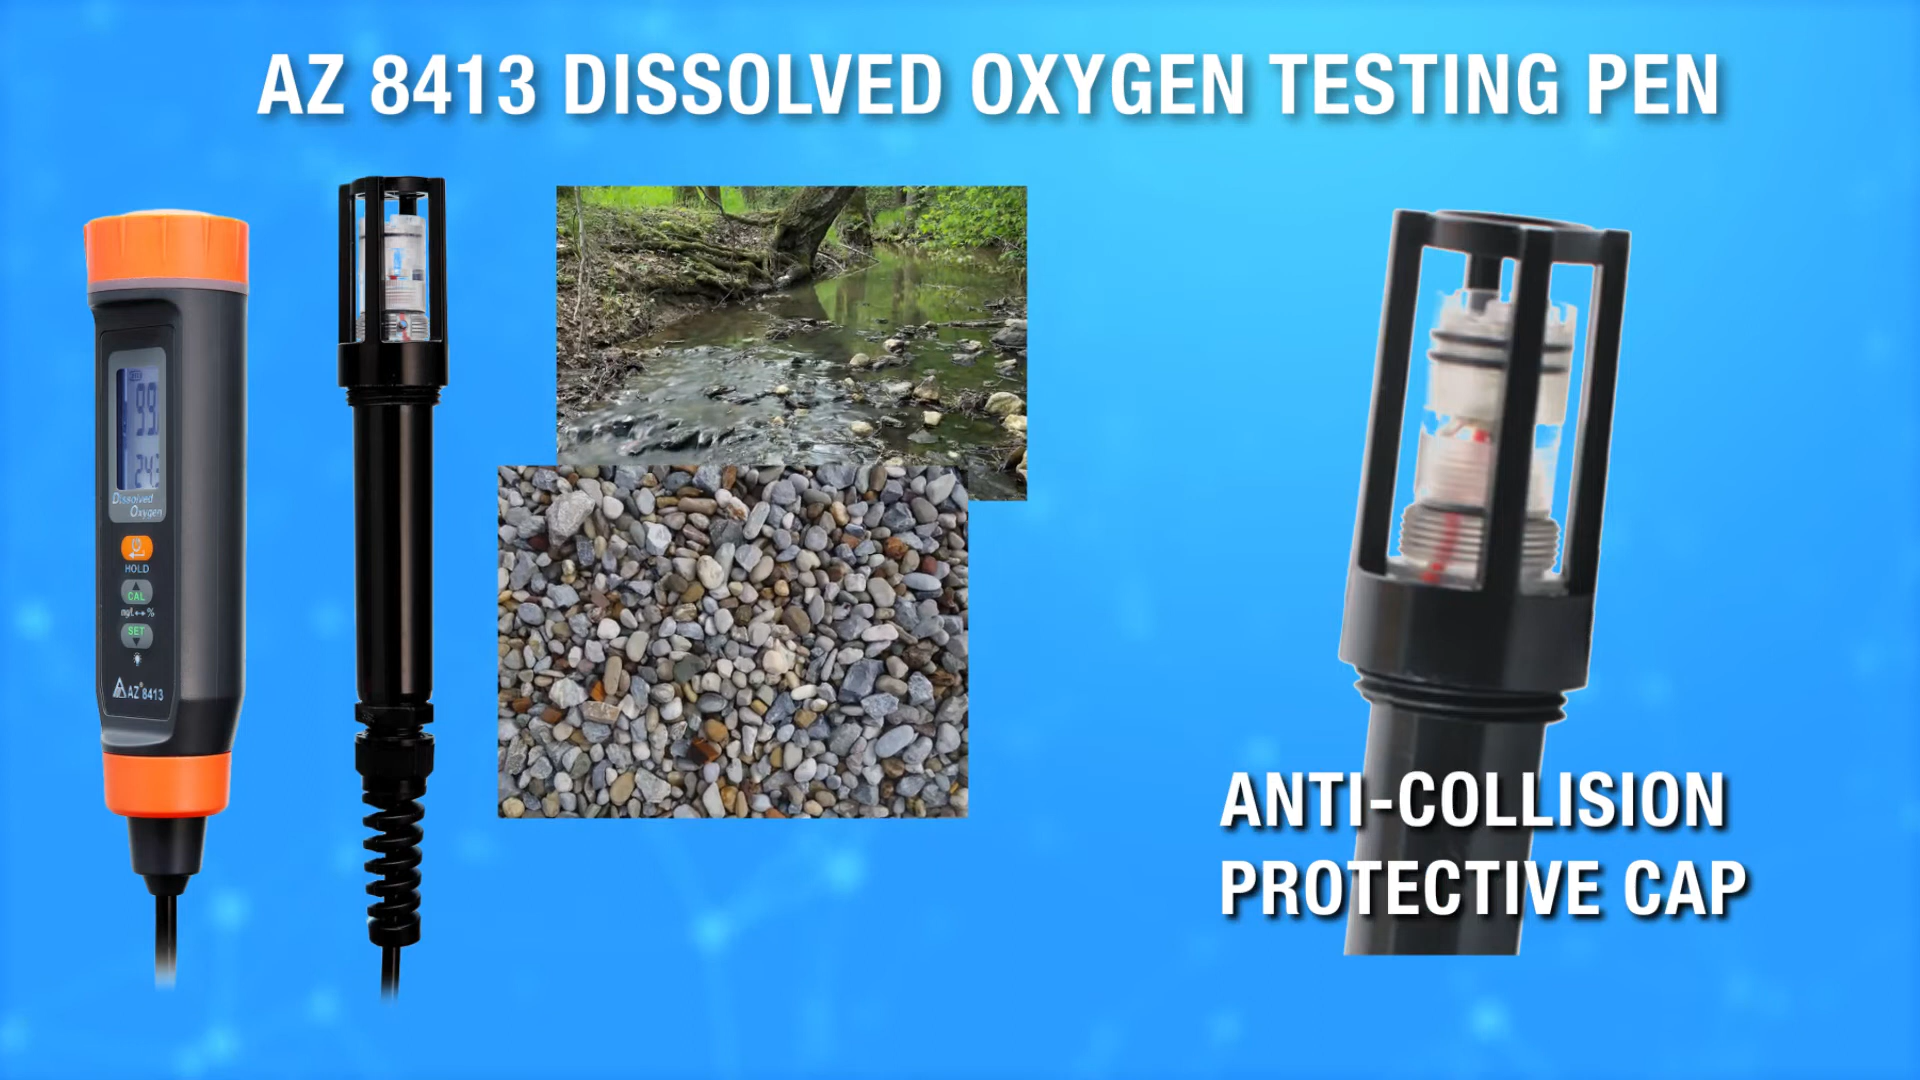 AZ 8413 DISSOLVED OXYGEN TESTING PEN
99.
24.
Dissolved
Oxygen
HOLD
CAL
mg/L↔%
SET
AZ® 8413
ANTI-COLLISION
PROTECTIVE CAP